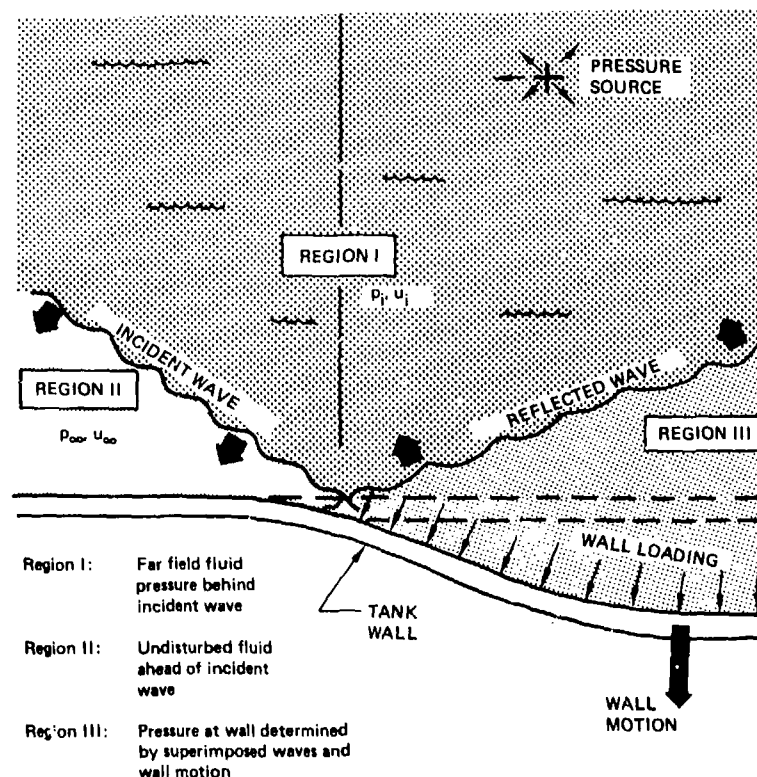 PRESSURE
SOURCE
REGION I
pᵢ, uᵢ
INCIDENT WAVE
REFLECTED WAVE
REGION II
p∞, u∞
REGION III
WALL LOADING
TANK
WALL
WALL
MOTION
Region I: Far field fluid
pressure behind
incident wave
Region II: Undisturbed fluid
ahead of incident
wave
Region III: Pressure at wall determined
by superimposed waves and
wall motion